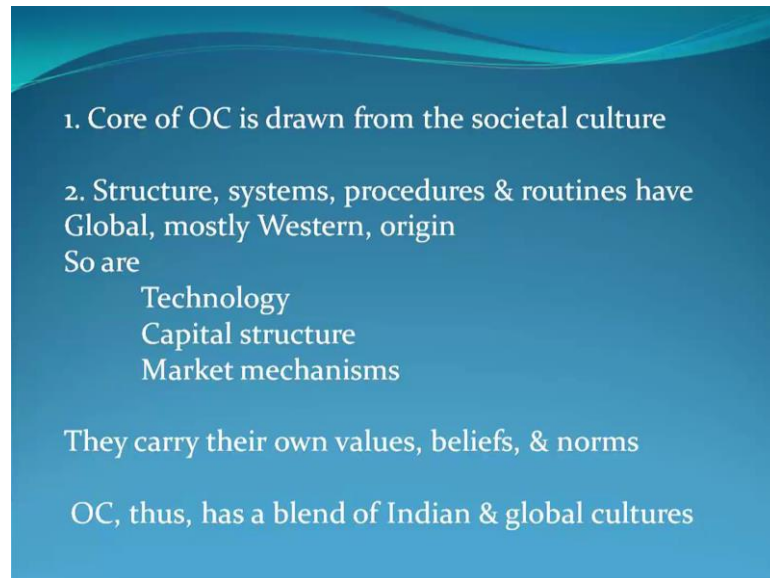 1. Core of OC is drawn from the societal culture
2. Structure, systems, procedures & routines have
Global, mostly Western, origin
So are
Technology
Capital structure
Market mechanisms
They carry their own values, beliefs, & norms
OC, thus, has a blend of Indian & global cultures